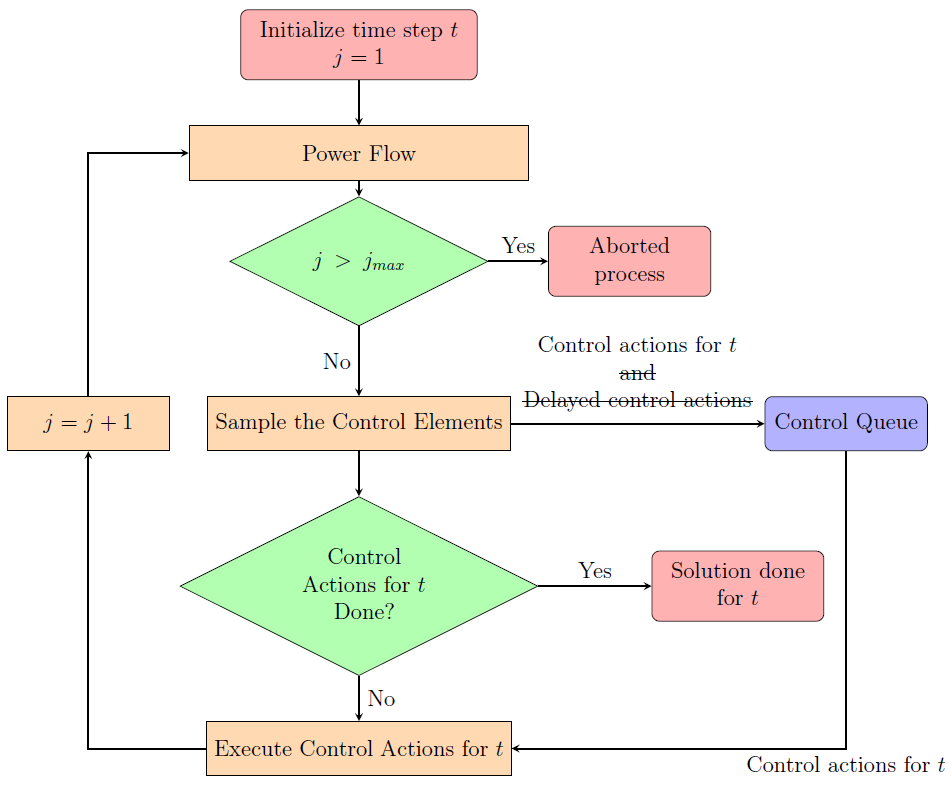 Initialize time step t
j = 1
Power Flow
j > jmax
Yes
Aborted
process
No
Control actions for t
and
Delayed control actions
j = j + 1
Sample the Control Elements
Control Queue
Control
Actions for t
Done?
Yes
Solution done
for t
No
Execute Control Actions for t
Control actions for t